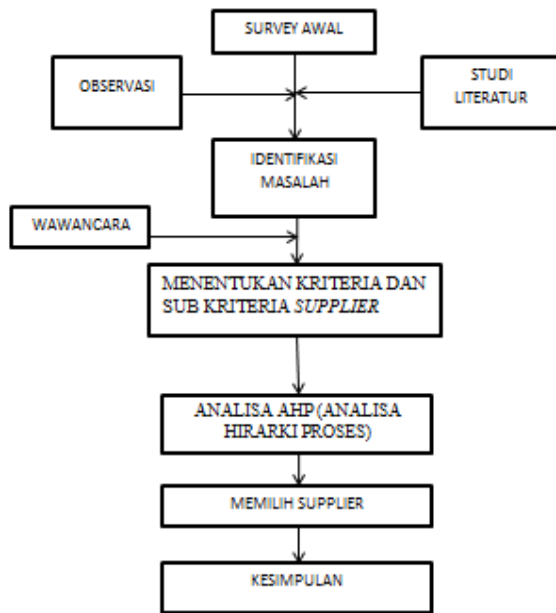 SURVEY AWAL
OBSERVASI
STUDI
LITERATUR
IDENTIFIKASI
MASALAH
WAWANCARA
MENENTUKAN KRITERIA DAN
SUB KRITERIA SUPPLIER
ANALISA AHP (ANALISA
HIRARKI PROSES)
MEMILIH SUPPLIER
KESIMPULAN